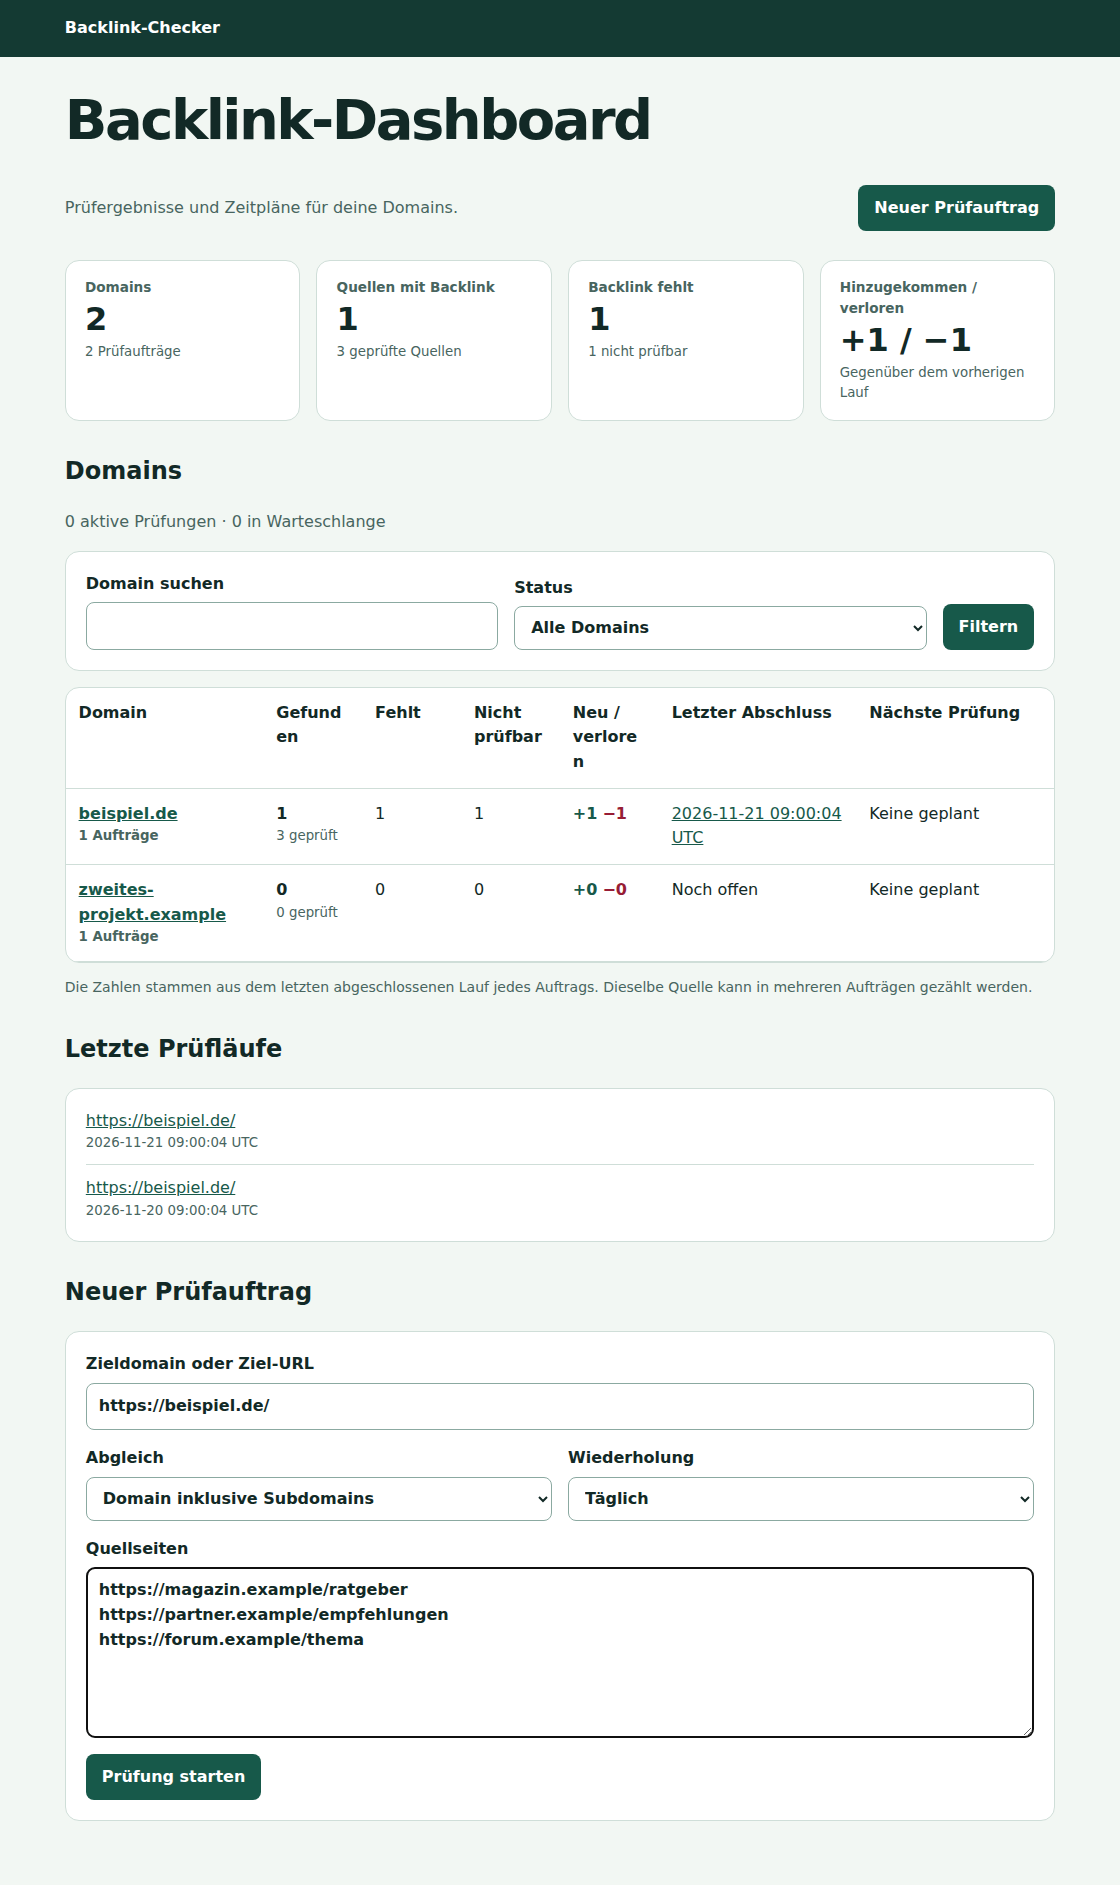 Backlink-Checker
Backlink-Dashboard
Prüfergebnisse und Zeitpläne für deine Domains.
Neuer Prüfauftrag
Domains
2
2 Prüfaufträge
Quellen mit Backlink
1
3 geprüfte Quellen
Backlink fehlt
1
1 nicht prüfbar
Hinzugekommen /
verloren
+1 / −1
Gegenüber dem vorherigen
Lauf
Domains
0 aktive Prüfungen · 0 in Warteschlange
Domain suchen
Status
Alle Domains
Filtern
Domain
Gefund
en
Fehlt
Nicht
prüfbar
Neu /
verlore
n
Letzter Abschluss
Nächste Prüfung
beispiel.de
1 Aufträge
1
3 geprüft
1
1
+1 −1
2026-11-21 09:00:04
UTC
Keine geplant
zweites-
projekt.example
1 Aufträge
0
0 geprüft
0
0
+0 −0
Noch offen
Keine geplant
Die Zahlen stammen aus dem letzten abgeschlossenen Lauf jedes Auftrags. Dieselbe Quelle kann in mehreren Aufträgen gezählt werden.
Letzte Prüfläufe
https://beispiel.de/
2026-11-21 09:00:04 UTC
https://beispiel.de/
2026-11-20 09:00:04 UTC
Neuer Prüfauftrag
Zieldomain oder Ziel-URL
https://beispiel.de/
Abgleich
Domain inklusive Subdomains
Wiederholung
Täglich
Quellseiten
https://magazin.example/ratgeber
https://partner.example/empfehlungen
https://forum.example/thema
Prüfung starten